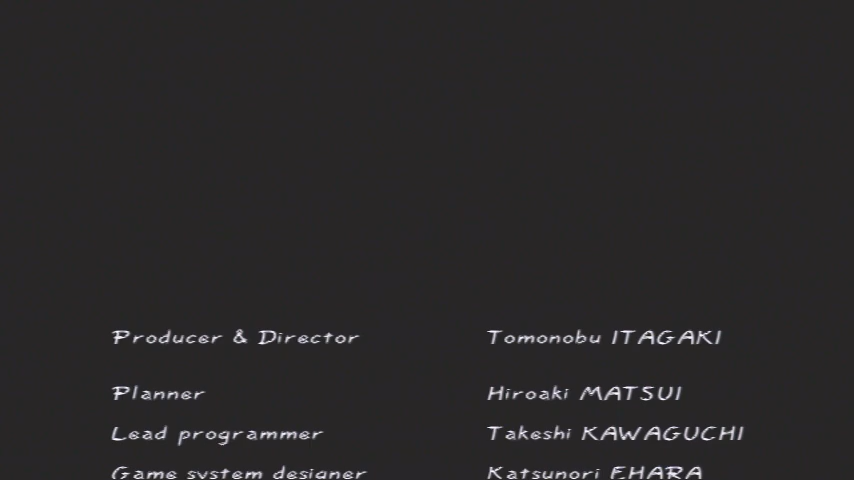 Producer & Director Tomonobu ITAGAKI
Planner Hiroaki MATSUI
Lead programmer Takeshi KAWAGUCHI
Game system designer Katsunori EHARA